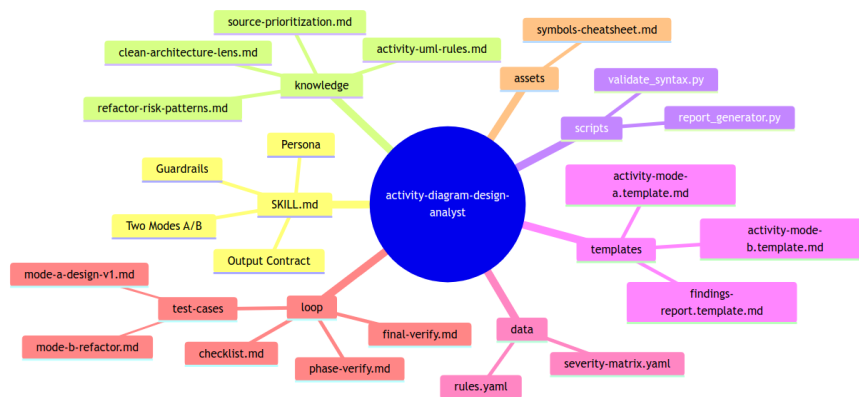 source-prioritization.md
clean-architecture-lens.md
activity-uml-rules.md
knowledge
refactor-risk-patterns.md
symbols-cheatsheet.md
assets
validate_syntax.py
scripts
report_generator.py
Persona
Guardrails
SKILL.md
Two Modes A/B
Output Contract
activity-diagram-design-
analyst
activity-mode-
a.template.md
activity-mode-
b.template.md
templates
findings-
report.template.md
mode-a-design-v1.md
test-cases
loop
mode-b-refactor.md
checklist.md
final-verify.md
phase-verify.md
data
severity-matrix.yaml
rules.yaml